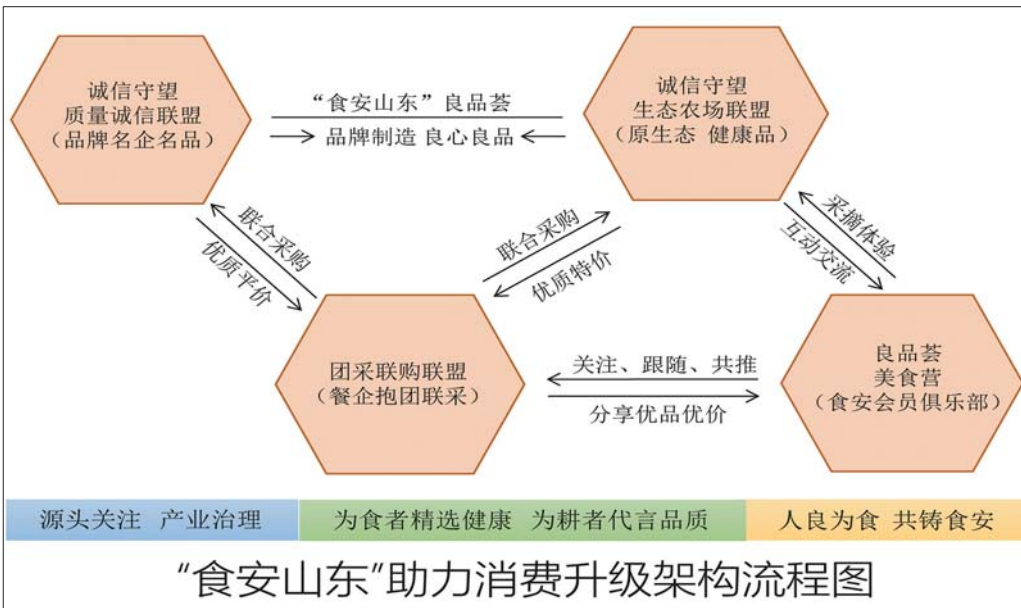 诚信守望
质量诚信联盟
（品牌名企名品）
“食安山东”良品荟
品牌制造 良心良品
诚信守望
生态农场联盟
（原生态 健康品）
联合采购
优质平价
联合采购
优质特价
采摘体验
互动交流
团采联购联盟
（餐企抱团联采）
关注、跟随、共推
分享优品优价
良品荟
美食营
（食安会员俱乐部）
源头关注 产业治理
为食者精选健康 为耕者代言品质
人良为食 共铸食安
“食安山东”助力消费升级架构流程图